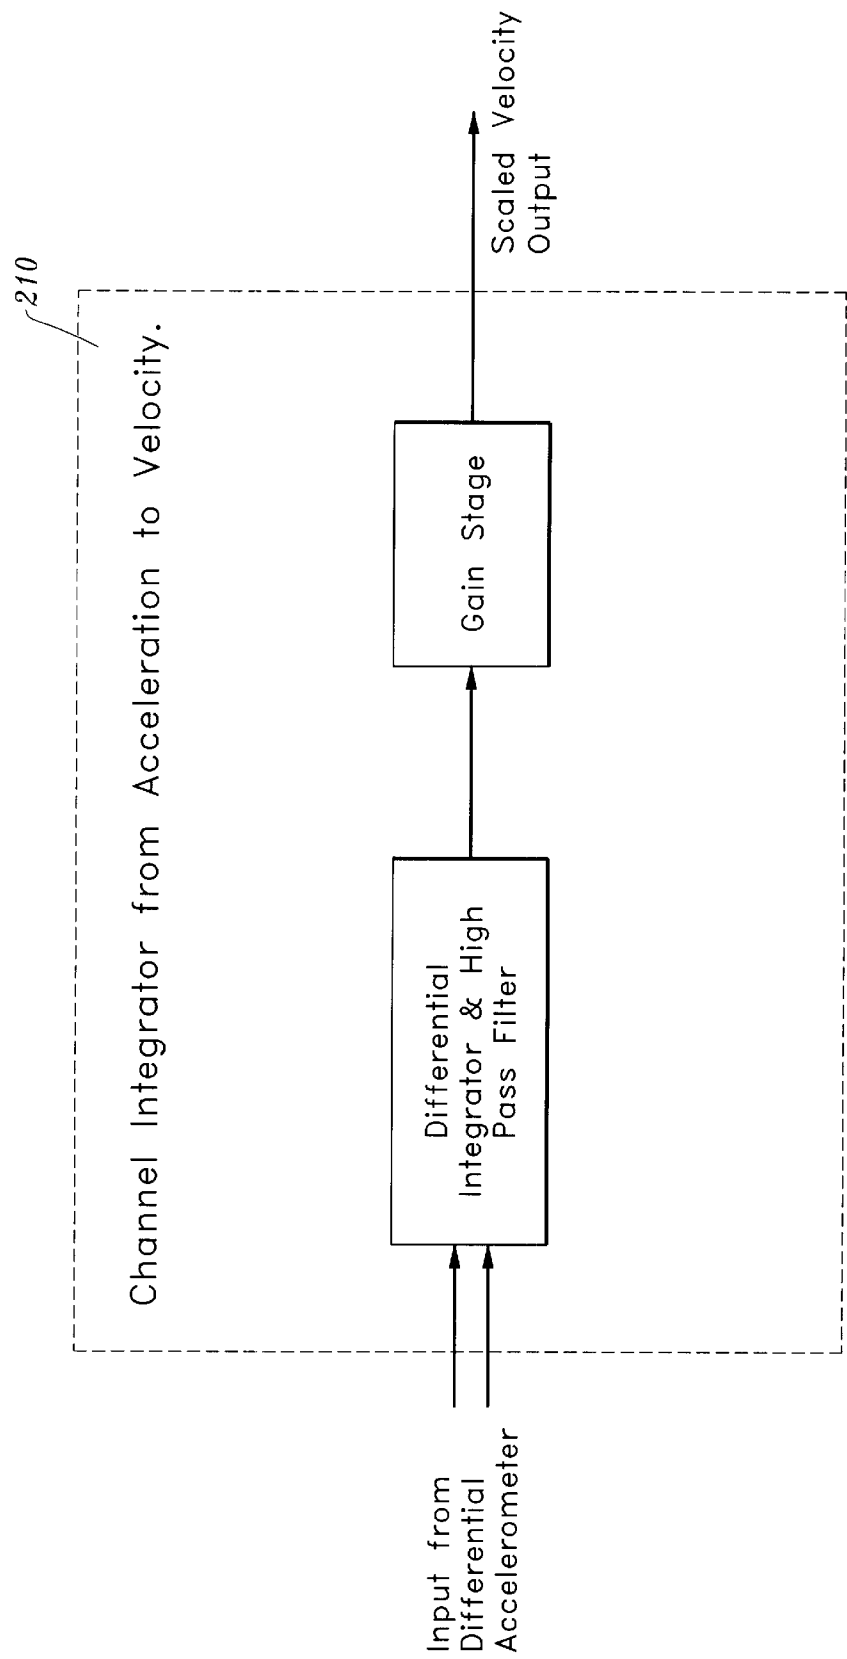 210
Channel Integrator from Acceleration to Velocity.
Input from
Differential
Accelerometer
Differential
Integrator & High
Pass Filter
Gain Stage
Scaled Velocity
Output